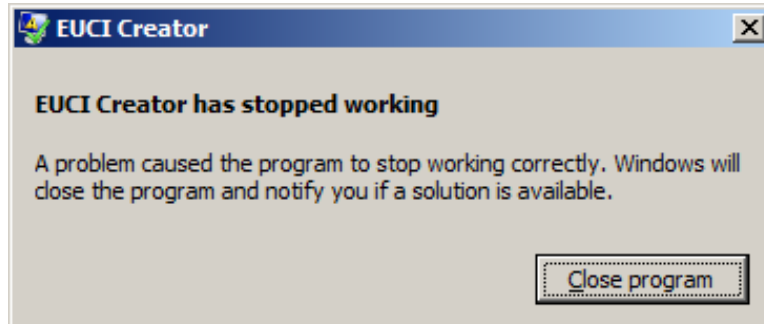 EUCI Creator
EUCI Creator has stopped working
A problem caused the program to stop working correctly. Windows will
close the program and notify you if a solution is available.
Close program